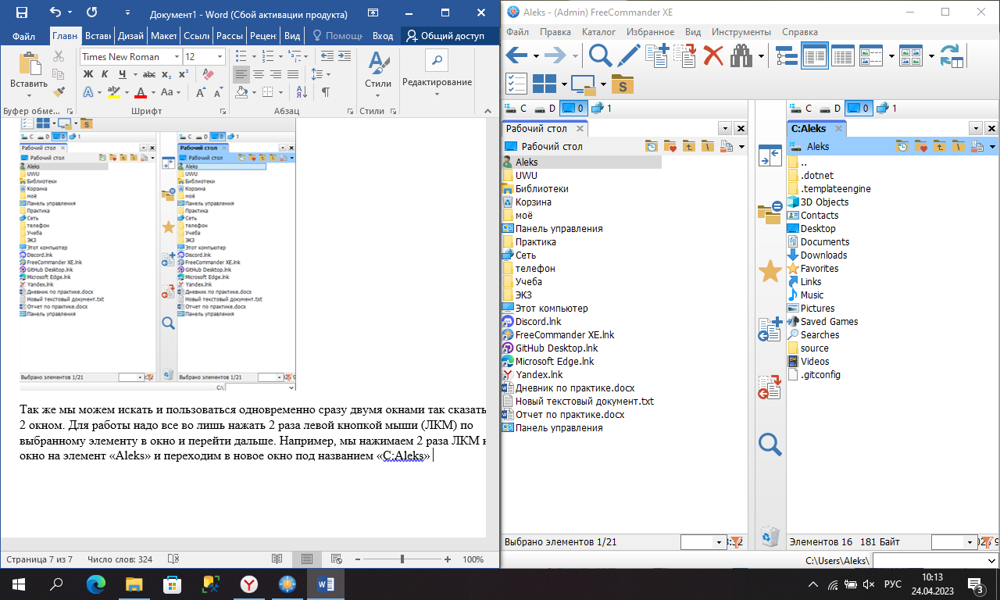 Документ1 - Word (Сбой активации продукта)
Файл Главн Встави Дизай Макет Ссылк Рассы Рецен Вид Помощн Вход Общий доступ
Вставить
Times New Roman 12
Ж К Ч abc x₂ x²
A aby A Aa A A
Стили
Редактирование
Буфер обме... Шрифт Абзац Стили
C D 0 1 C D 0 1
Рабочий стол Рабочий стол
Рабочий стол Рабочий стол
Aleks Aleks
UWU UWU
Библиотеки Библиотеки
Корзина Корзина
моё моё
Панель управления Панель управления
Практика Практика
Сеть Сеть
телефон телефон
Учеба Учеба
ЭКЗ ЭКЗ
Этот компьютер Этот компьютер
Discord.lnk Discord.lnk
FreeCommander XE.lnk FreeCommander XE.lnk
GitHub Desktop.lnk GitHub Desktop.lnk
Microsoft Edge.lnk Microsoft Edge.lnk
Yandex.lnk Yandex.lnk
Дневник по практике.docx Дневник по практике.docx
Новый текстовый документ.txt Новый текстовый документ.txt
Отчет по практике.docx Отчет по практике.docx
Панель управления Панель управления
Выбрано элементов 1/21 Выбрано элементов 1/21
C:\
Так же мы можем искать и пользоваться одновременно сразу двумя окнами так сказать
2 окном. Для работы надо все во лишь нажать 2 раза левой кнопкой мыши (ЛКМ) по
выбранному элементу в окно и перейти дальше. Например, мы нажимаем 2 раза ЛКМ в
окно на элемент «Aleks» и переходим в новое окно под названием «C:Aleks»
Страница 7 из 7 Число слов: 324 100%
Aleks - (Admin) FreeCommander XE
Файл Правка Каталог Избранное Вид Инструменты Справка
S
C D 0 1
Рабочий стол
Рабочий стол
Aleks
UWU
Библиотеки
Корзина
моё
Панель управления
Практика
Сеть
телефон
Учеба
ЭКЗ
Этот компьютер
Discord.lnk
FreeCommander XE.lnk
GitHub Desktop.lnk
Microsoft Edge.lnk
Yandex.lnk
Дневник по практике.docx
Новый текстовый документ.txt
Отчет по практике.docx
Панель управления
Выбрано элементов 1/21
C D 0 1
C:Aleks
Aleks
..
.dotnet
.templateengine
3D Objects
Contacts
Desktop
Documents
Downloads
Favorites
Links
Music
Pictures
Saved Games
Searches
source
Videos
.gitconfig
Элементов 16 181 Байт
C:\Users\Aleks\
РУС
10:13
24.04.2023
3